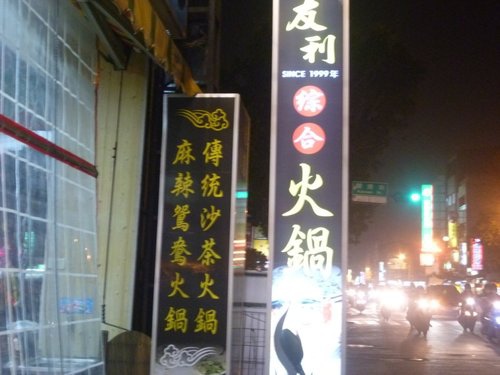 友利
SINCE 1999年
綜合
火鍋
傳統沙茶火鍋
麻辣鴛鴦火鍋